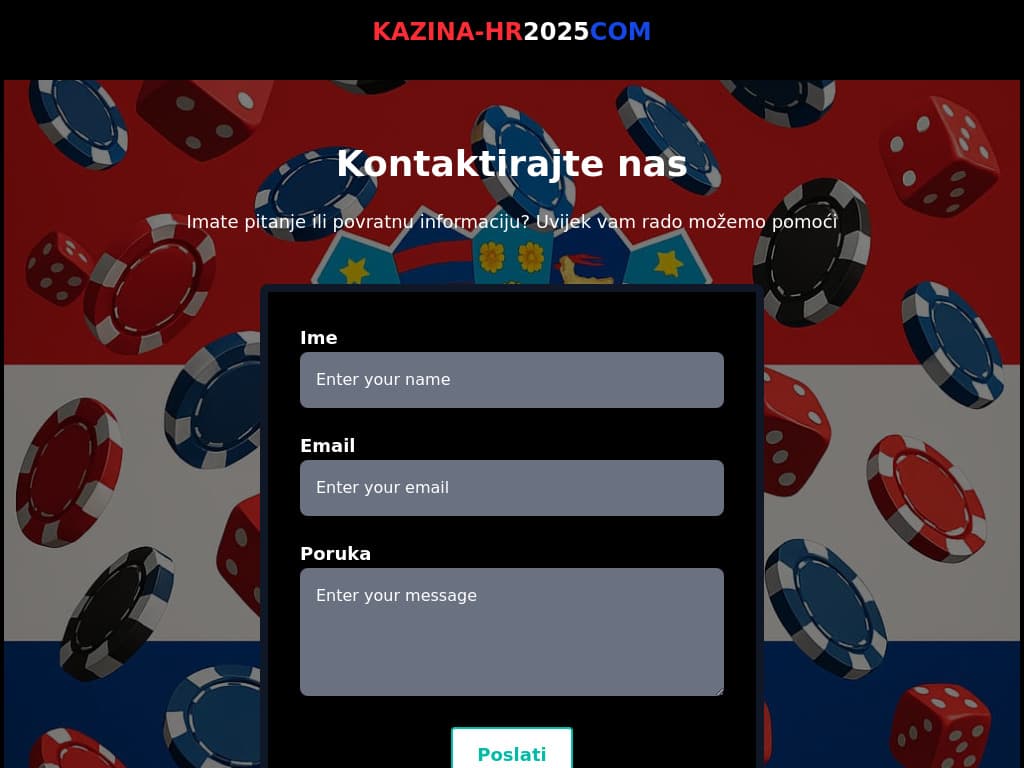 KAZINA-HR2025COM
Kontaktirajte nas
Imate pitanje ili povratnu informaciju? Uvijek vam rado možemo pomoći
Ime
Enter your name
Email
Enter your email
Poruka
Enter your message
Poslati